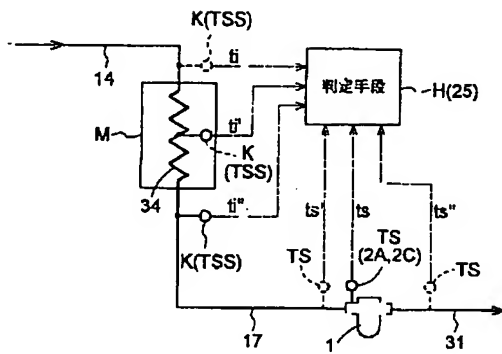 K(TSS)
ti
14
判定手段
H(25)
M
ti'
K
(TSS)
34
ti"
K(TSS)
ts'
ts
ts"
TS
TS
(2A,2C)
TS
17
1
31